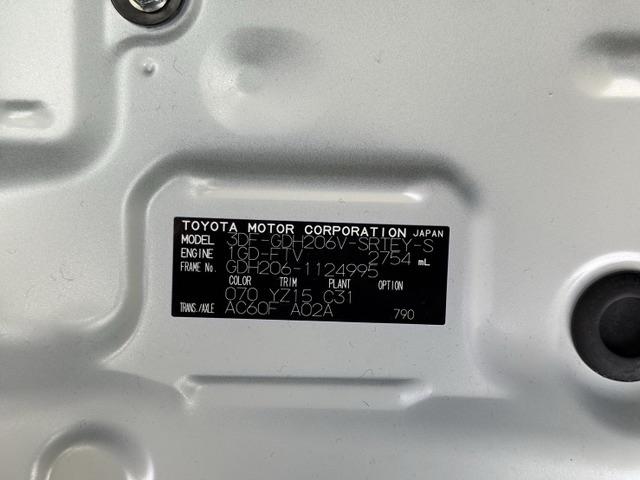 TOYOTA MOTOR CORPORATION JAPAN
MODEL 3DF-GDH206V-SRTEY-S
ENGINE 1GD-FTV 2754 mL
FRAME No. GDH206-1124995
COLOR TRIM PLANT OPTION
070 YZ15 C31
TRANS./AXLE AC60F A02A 790